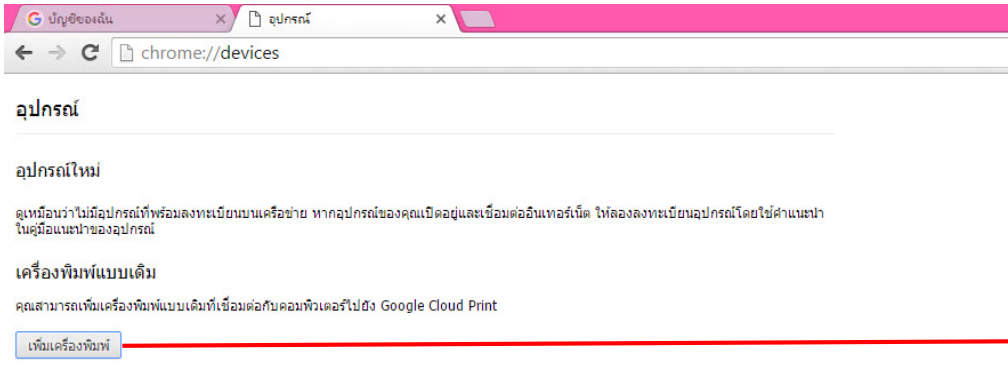 บัญชีของฉัน
อุปกรณ์
chrome://devices
อุปกรณ์
อุปกรณ์ใหม่
ดูเหมือนว่าไม่มีอุปกรณ์ที่พร้อมลงทะเบียนบนเครือข่าย หากอุปกรณ์ของคุณเปิดอยู่และเชื่อมต่ออินเทอร์เน็ต ให้ลองลงทะเบียนอุปกรณ์โดยใช้คำแนะนำ
ในคู่มือแนะนำของอุปกรณ์
เครื่องพิมพ์แบบเดิม
คุณสามารถเพิ่มเครื่องพิมพ์แบบเดิมที่เชื่อมต่อกับคอมพิวเตอร์ไปยัง Google Cloud Print
เพิ่มเครื่องพิมพ์